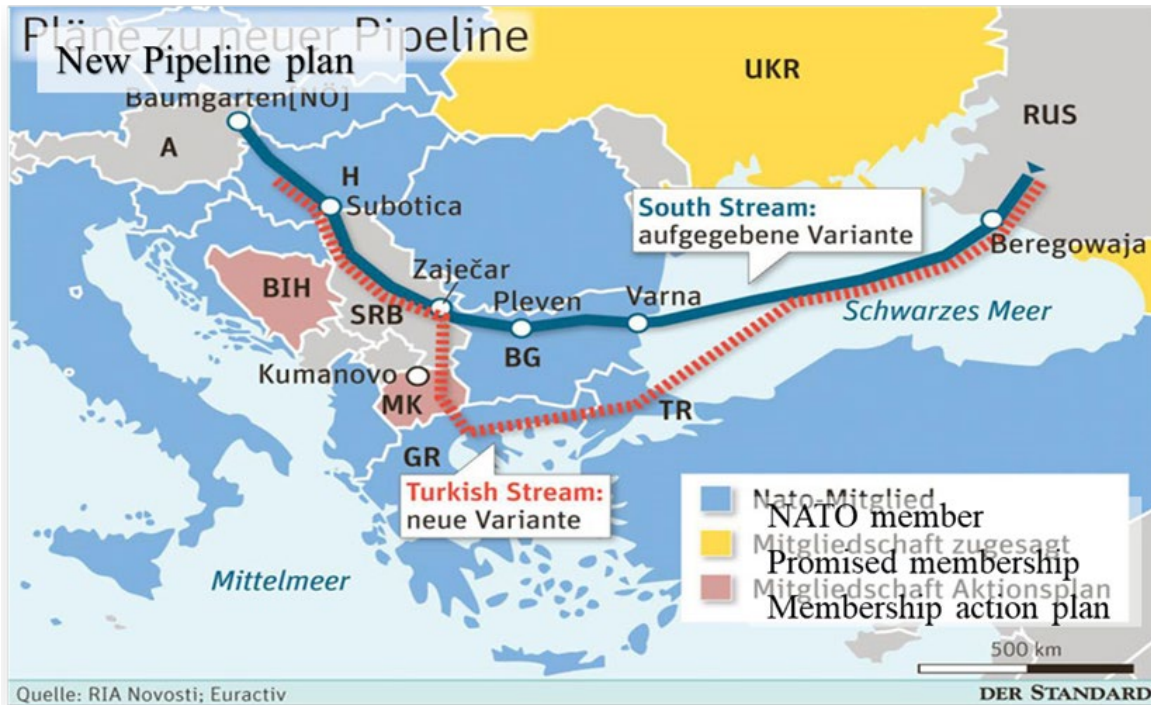 Pläne zu neuer Pipeline
New Pipeline plan
Baumgarten[NÖ]
UKR
RUS
A
H
Subotica
South Stream:
aufgegebene Variante
Beregowaja
Zaječar
Pleven
Varna
BIH
SRB
BG
Schwarzes Meer
Kumanovo
MK
TR
GR
Turkish Stream:
neue Variante
Nato-Mitglied
NATO member
Mitgliedschaft zugesagt
Promised membership
Mitgliedschaft Aktionsplan
Membership action plan
Mittelmeer
500 km
Quelle: RIA Novosti; Euractiv
DER STANDARD